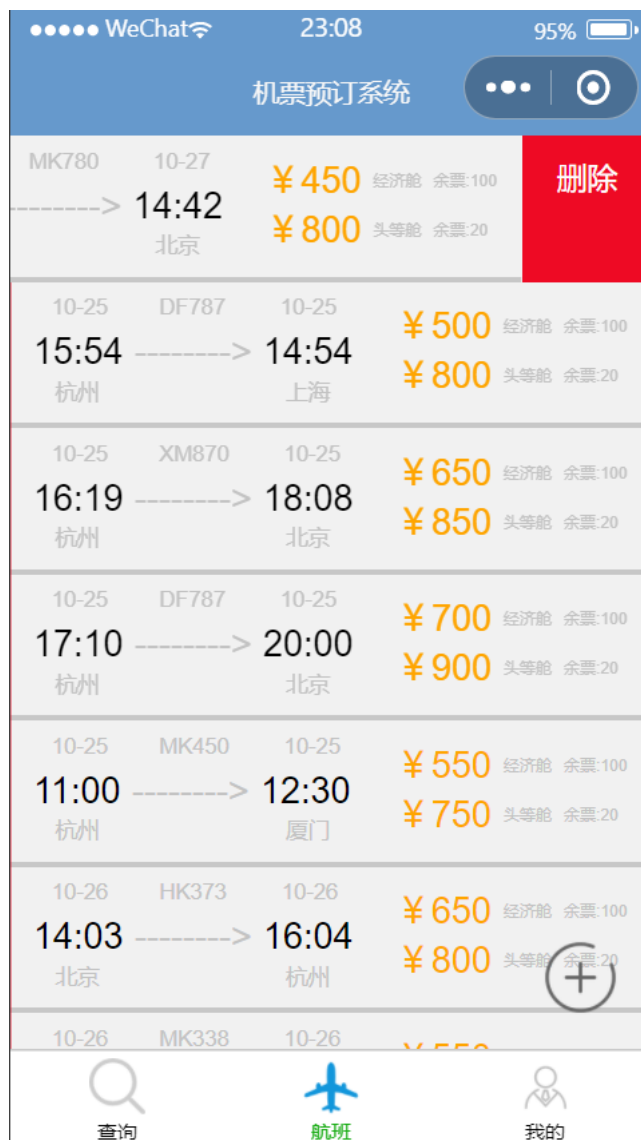 ●●●●● WeChat 23:08 95%
机票预订系统
MK780 10-27
--------> 14:42
北京
¥450 经济舱 余票:100
¥800 头等舱 余票:20
删除
10-25 DF787 10-25
15:54 --------> 14:54
杭州 上海
¥500 经济舱 余票:100
¥800 头等舱 余票:20
10-25 XM870 10-25
16:19 --------> 18:08
杭州 北京
¥650 经济舱 余票:100
¥850 头等舱 余票:20
10-25 DF787 10-25
17:10 --------> 20:00
杭州 北京
¥700 经济舱 余票:100
¥900 头等舱 余票:20
10-25 MK450 10-25
11:00 --------> 12:30
杭州 厦门
¥550 经济舱 余票:100
¥750 头等舱 余票:20
10-26 HK373 10-26
14:03 --------> 16:04
北京 杭州
¥650 经济舱 余票:100
¥800 头等舱 余票:20
10-26 MK338 10-26
查询 航班 我的